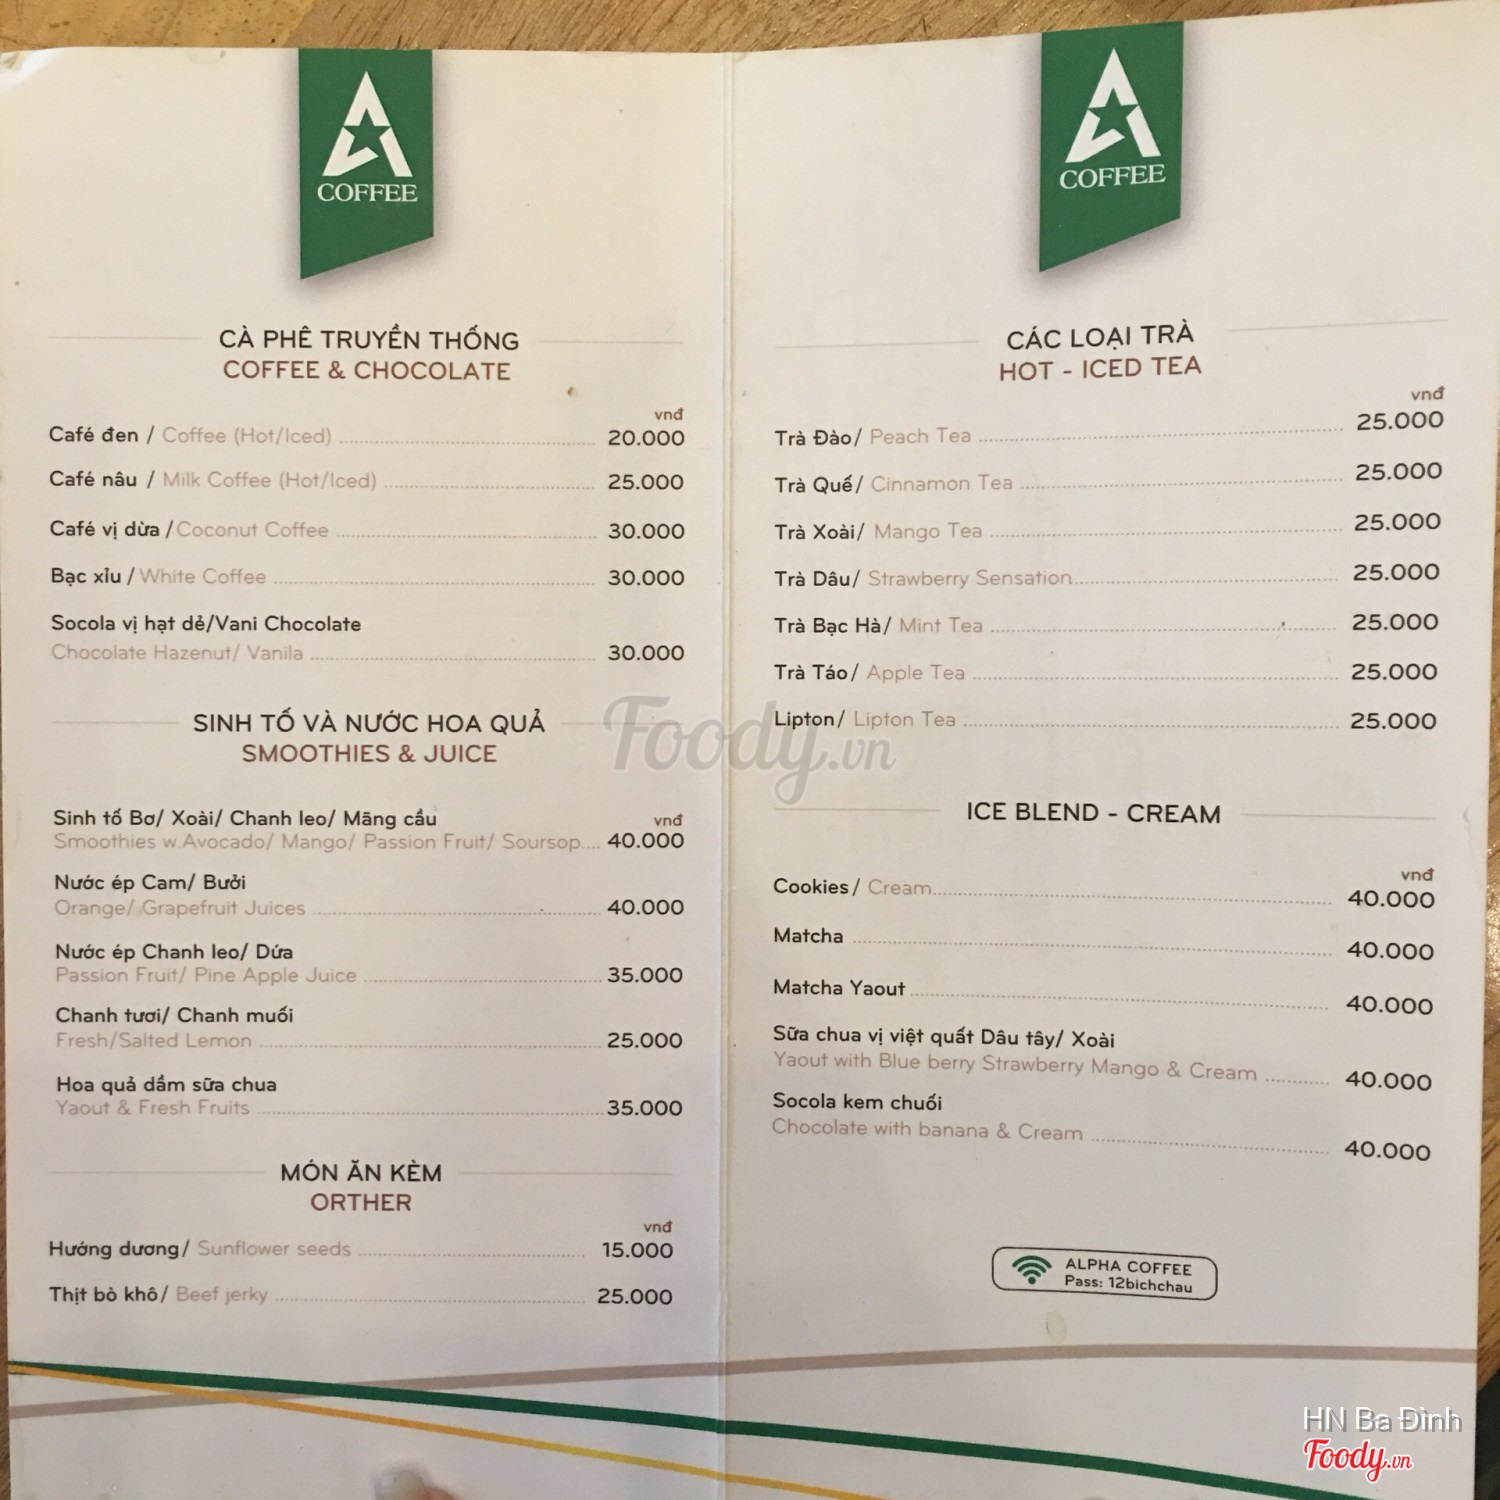 COFFEE
CÀ PHÊ TRUYỀN THỐNG
COFFEE & CHOCOLATE
vnđ
Café đen / Coffee (Hot/Iced) 20.000
Café nâu / Milk Coffee (Hot/Iced) 25.000
Café vị dừa / Coconut Coffee 30.000
Bạc xỉu / White Coffee 30.000
Socola vị hạt dẻ/Vani Chocolate
Chocolate Hazenut/ Vanila 30.000
SINH TỐ VÀ NƯỚC HOA QUẢ
SMOOTHIES & JUICE
Sinh tố Bơ/ Xoài/ Chanh leo/ Mãng cầu vnđ
Smoothies w.Avocado/ Mango/ Passion Fruit/ Soursop.... 40.000
Nước ép Cam/ Bưởi
Orange/ Grapefruit Juices 40.000
Nước ép Chanh leo/ Dứa
Passion Fruit/ Pine Apple Juice 35.000
Chanh tươi/ Chanh muối
Fresh/Salted Lemon 25.000
Hoa quả dầm sữa chua
Yaout & Fresh Fruits 35.000
MÓN ĂN KÈM
ORTHER
vnđ
Hướng dương/ Sunflower seeds 15.000
Thịt bò khô/ Beef jerky 25.000
COFFEE
CÁC LOẠI TRÀ
HOT - ICED TEA
vnđ
Trà Đào/ Peach Tea 25.000
Trà Quế/ Cinnamon Tea 25.000
Trà Xoài/ Mango Tea 25.000
Trà Dâu/ Strawberry Sensation 25.000
Trà Bạc Hà/ Mint Tea 25.000
Trà Táo/ Apple Tea 25.000
Lipton/ Lipton Tea 25.000
ICE BLEND - CREAM
vnđ
Cookies/ Cream 40.000
Matcha 40.000
Matcha Yaout 40.000
Sữa chua vị việt quất Dâu tây/ Xoài
Yaout with Blue berry Strawberry Mango & Cream 40.000
Socola kem chuối
Chocolate with banana & Cream 40.000
ALPHA COFFEE
Pass: 12bichchau
Foody.vn
HN Ba Đình
Foody.vn